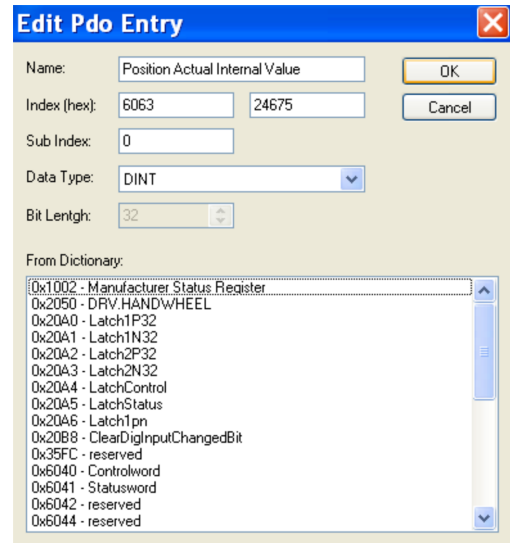 Edit Pdo Entry
Name: Position Actual Internal Value OK
Index (hex): 6063 24675 Cancel
Sub Index: 0
Data Type: DINT
Bit Lentgh: 32
From Dictionary:
0x1002 - Manufacturer Status Register
0x2050 - DRV.HANDWHEEL
0x20A0 - Latch1P32
0x20A1 - Latch1N32
0x20A2 - Latch2P32
0x20A3 - Latch2N32
0x20A4 - LatchControl
0x20A5 - LatchStatus
0x20A6 - Latch1pn
0x20B8 - ClearDigInputChangedBit
0x35FC - reserved
0x6040 - Controlword
0x6041 - Statusword
0x6042 - reserved
0x6044 - reserved